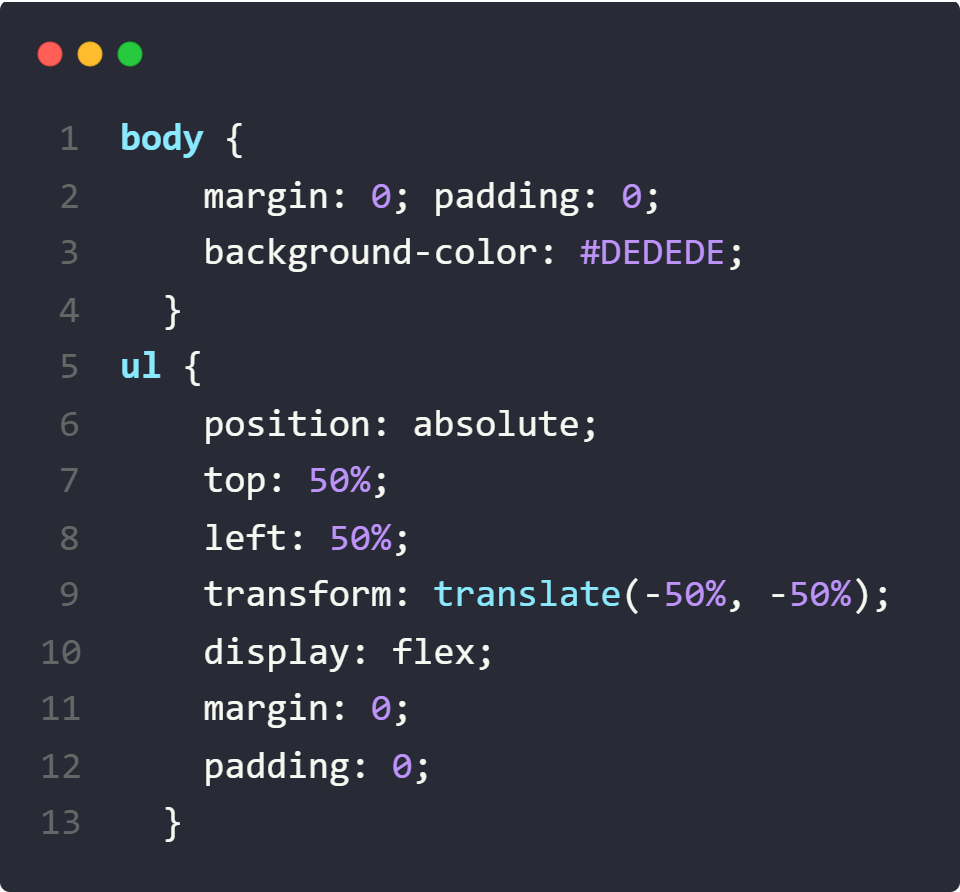 1 body {
2 margin: 0; padding: 0;
3 background-color: #DEDEDE;
4 }
5 ul {
6 position: absolute;
7 top: 50%;
8 left: 50%;
9 transform: translate(-50%, -50%);
10 display: flex;
11 margin: 0;
12 padding: 0;
13 }